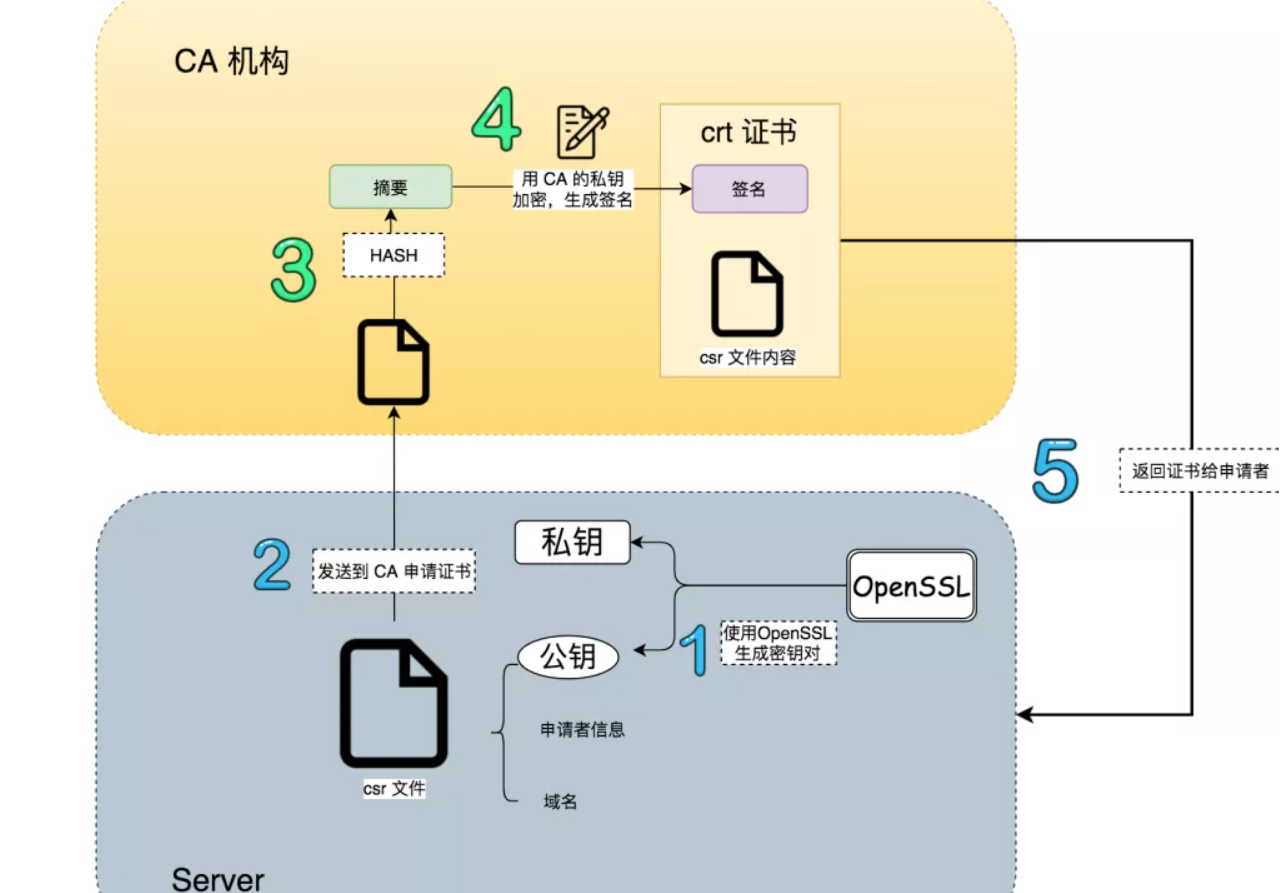 CA 机构
4
crt 证书
摘要
用 CA 的私钥
加密，生成签名
签名
3
HASH
csr 文件内容
5
返回证书给申请者
2
发送到 CA 申请证书
私钥
OpenSSL
1
使用OpenSSL
生成密钥对
公钥
申请者信息
csr 文件
域名
Server